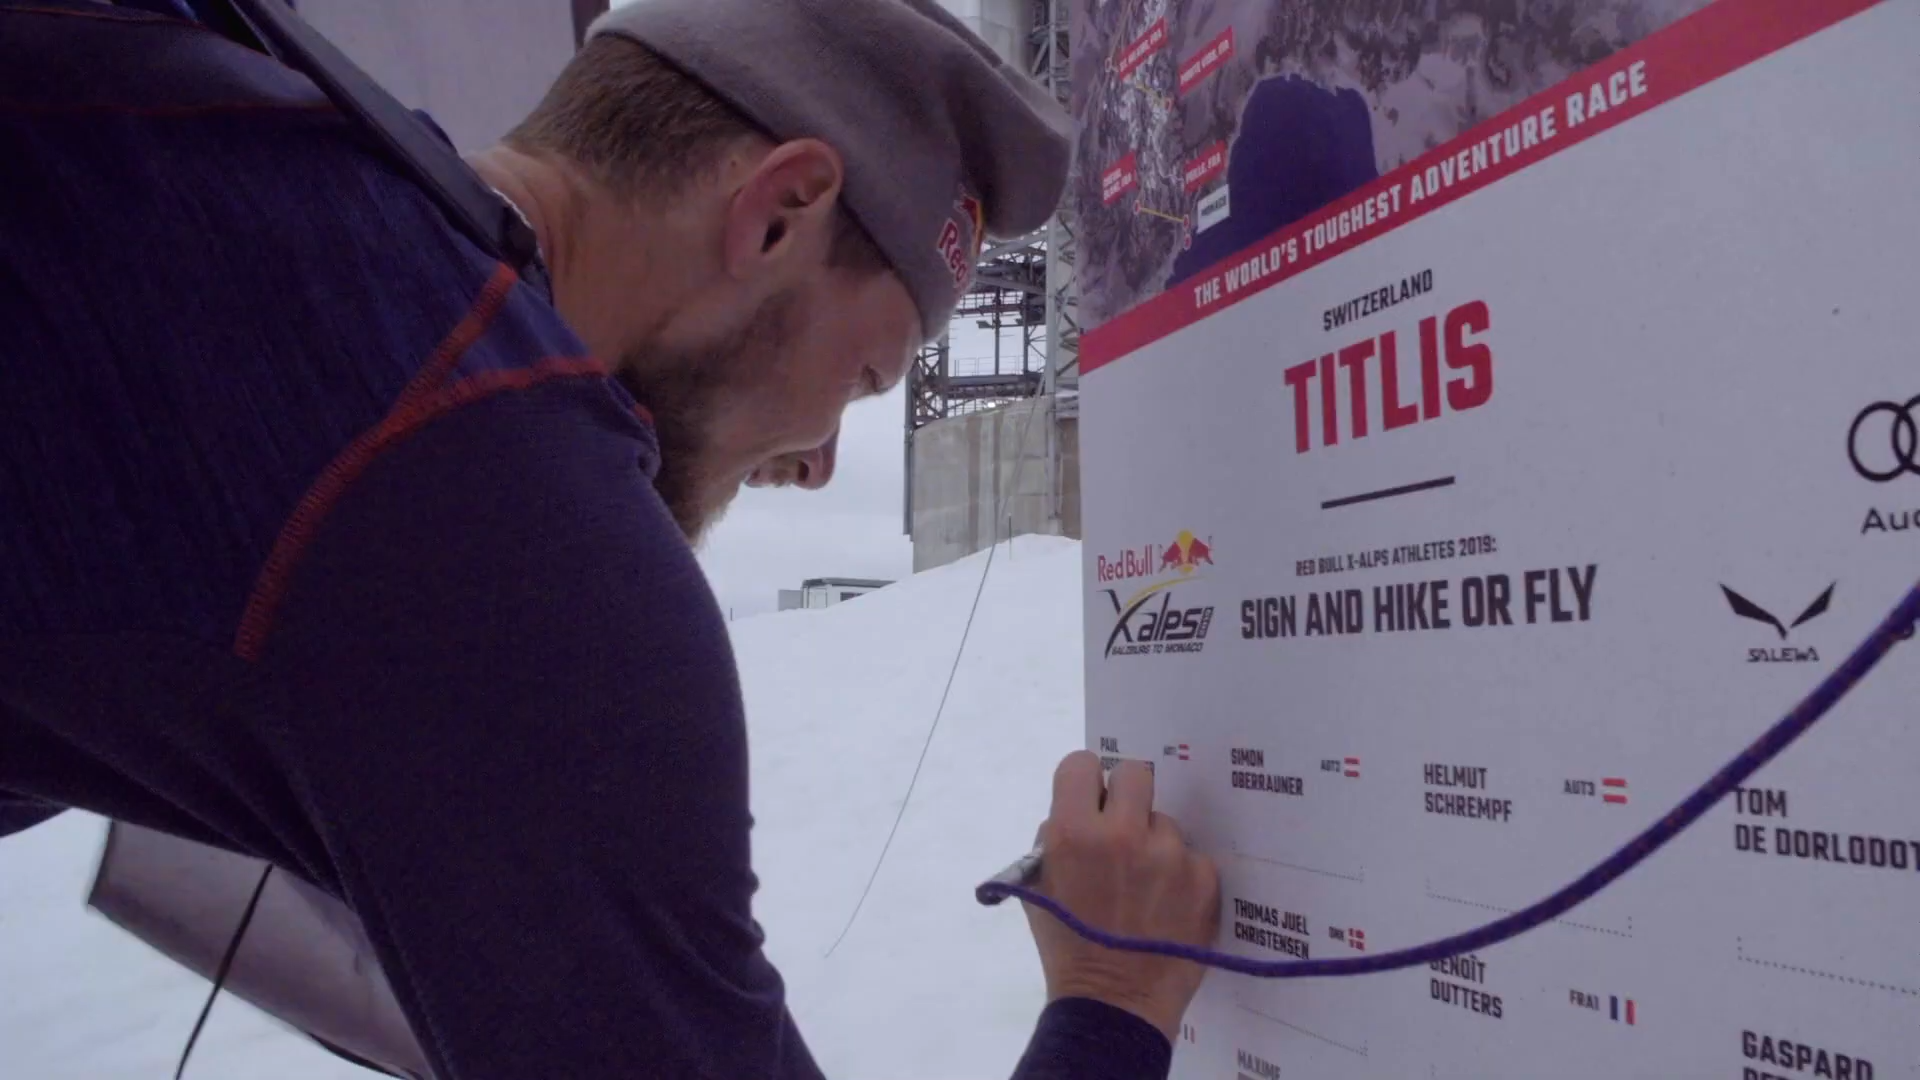 THE WORLD'S TOUGHEST ADVENTURE RACE
SWITZERLAND
TITLIS
Red Bull
RED BULL X-ALPS ATHLETES 2019:
SIGN AND HIKE OR FLY
Red Bull
Xalps
SALZBURG TO MONACO
SALEWA
PAUL
AUT1
SIMON
OBERRAUNER
AUT2
HELMUT
SCHREMPF
AUT3
TOM
DE DORLODOT
THOMAS JUEL
CHRISTENSEN
DNK
BENOÎT
OUTTERS
FRA1
MAXIME
GASPARD